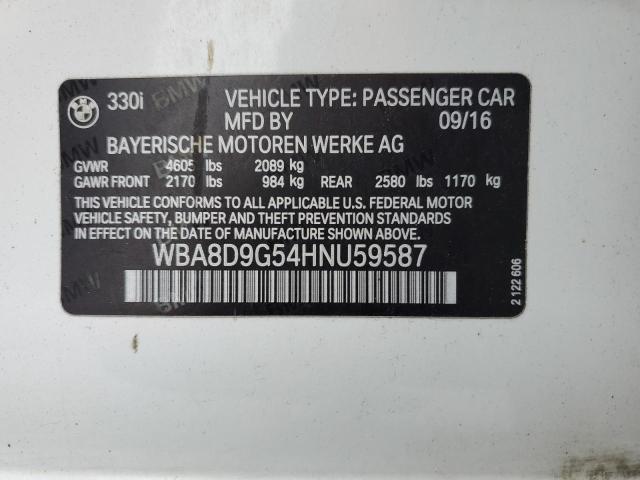 BMW 330i VEHICLE TYPE: PASSENGER CAR
MFD BY 09/16
BAYERISCHE MOTOREN WERKE AG
GVWR 4605 lbs 2089 kg
GAWR FRONT 2170 lbs 984 kg REAR 2580 lbs 1170 kg
THIS VEHICLE CONFORMS TO ALL APPLICABLE U.S. FEDERAL MOTOR
VEHICLE SAFETY, BUMPER AND THEFT PREVENTION STANDARDS
IN EFFECT ON THE DATE OF MANUFACTURE SHOWN ABOVE.
WBA8D9G54HNU59587
2 122 606